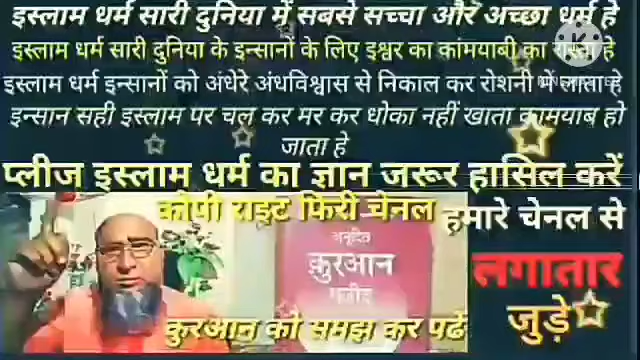 इस्लाम धर्म सारी दुनिया में सबसे सच्चा और अच्छा धर्म हे
इस्लाम धर्म सारी दुनिया के इन्सानों के लिए इश्वर का कामयाबी का रास्ता हे
इस्लाम धर्म इन्सानों को अंधेरे अंधविश्वास से निकाल कर रोशनी में लाता हे
इन्सान सही इस्लाम पर चल कर मर कर धोका नहीं खाता कामयाब हो
जाता हे
प्लीज इस्लाम धर्म का ज्ञान जरूर हासिल करें
कोपी राइट फिरी चेनल
हमारे चेनल से
लगातार
जुड़े
अनूदित
क़ुरआन
मजीद
कुरआन को समझ कर पढें